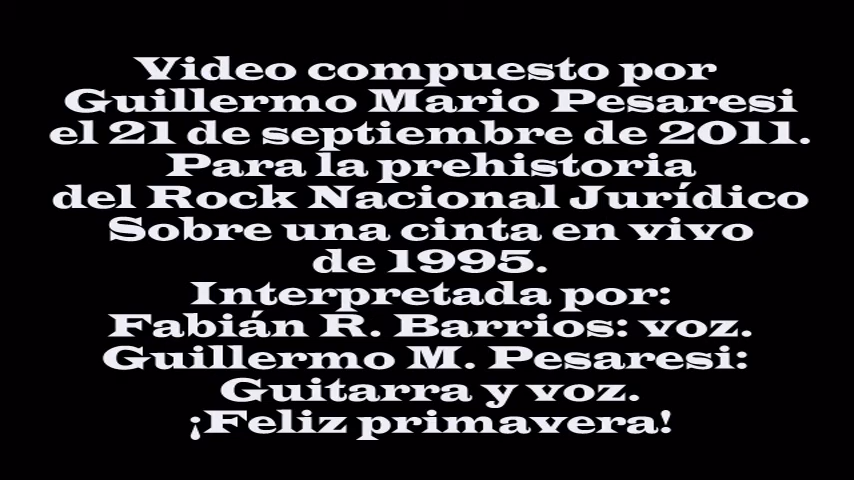 Video compuesto por
Guillermo Mario Pesaresi
el 21 de septiembre de 2011.
Para la prehistoria
del Rock Nacional Jurídico
Sobre una cinta en vivo
de 1995.
Interpretada por:
Fabián R. Barrios: voz.
Guillermo M. Pesaresi:
Guitarra y voz.
¡Feliz primavera!